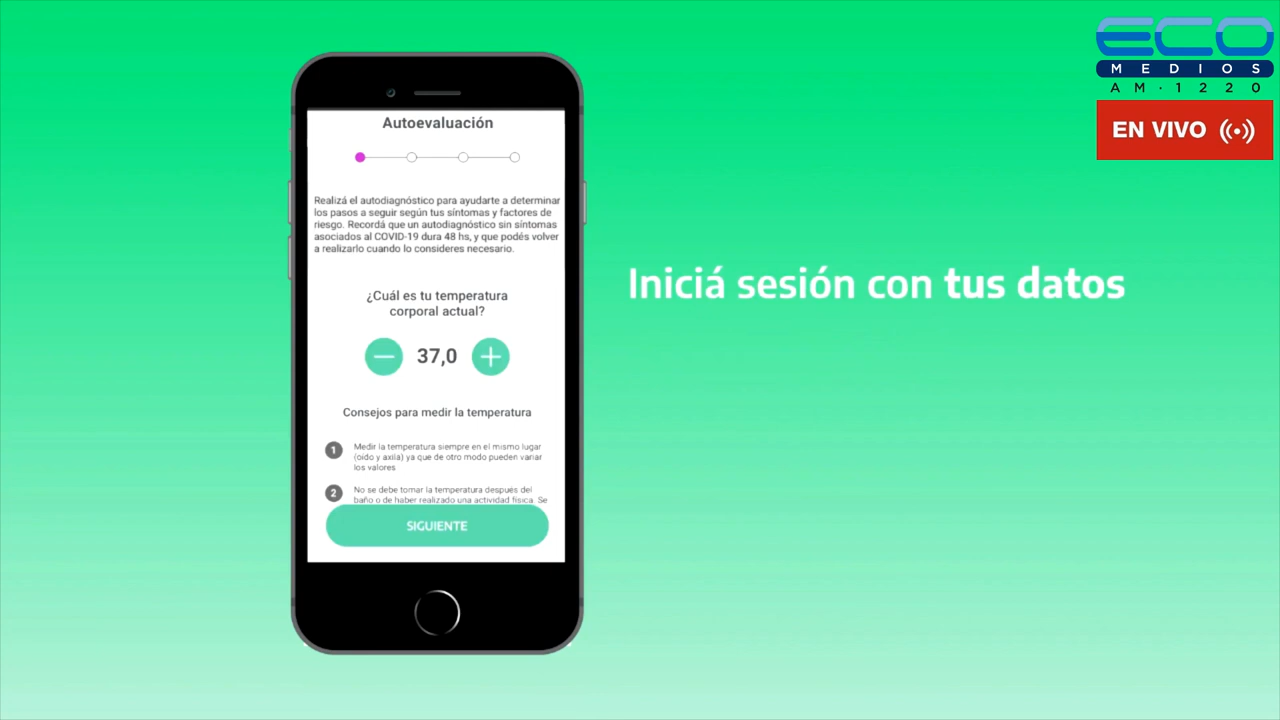 Autoevaluación
Realizá el autodiagnóstico para ayudarte a determinar
los pasos a seguir según tus síntomas y factores de
riesgo. Recordá que un autodiagnóstico sin síntomas
asociados al COVID-19 dura 48 hs, y que podés volver
a realizarlo cuando lo consideres necesario.
¿Cuál es tu temperatura
corporal actual?
37,0
Consejos para medir la temperatura
1 Medir la temperatura siempre en el mismo lugar
(oído y axila) ya que de otro modo pueden variar
los valores
2 No se debe tomar la temperatura después del
baño o de haber realizado una actividad física. Se
SIGUIENTE
Iniciá sesión con tus datos
ECO
MEDIOS
AM·1220
EN VIVO